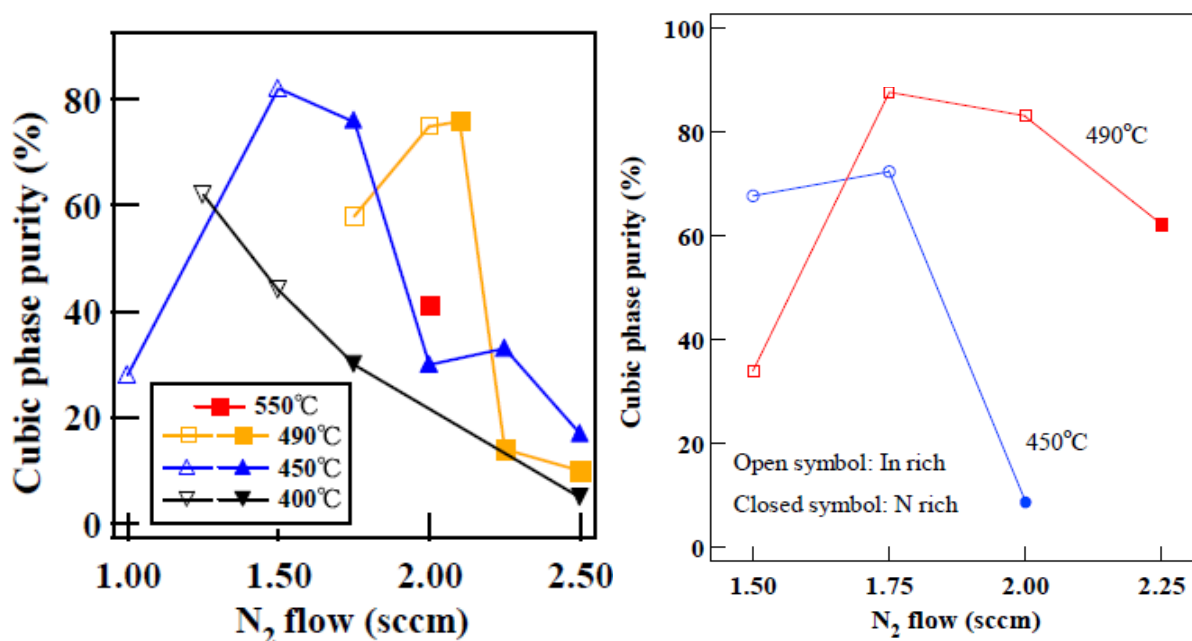 Cubic phase purity (%)
80
60
40
20
0
550℃
490℃
450℃
400℃
1.00
1.50
2.00
2.50
N₂ flow (sccm)
Cubic phase purity (%)
100
80
60
40
20
0
490°C
450°C
Open symbol: In rich
Closed symbol: N rich
1.50
1.75
2.00
2.25
N₂ flow (sccm)